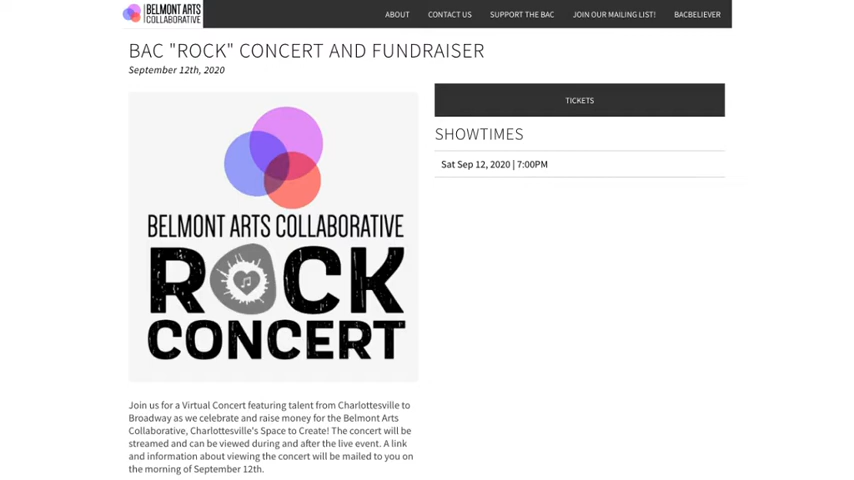 BELMONT ARTS
COLLABORATIVE
ABOUT CONTACT US SUPPORT THE BAC JOIN OUR MAILING LIST! BACBELIEVER
BAC "ROCK" CONCERT AND FUNDRAISER
September 12th, 2020
BELMONT ARTS COLLABORATIVE
ROCK
CONCERT
Join us for a Virtual Concert featuring talent from Charlottesville to
Broadway as we celebrate and raise money for the Belmont Arts
Collaborative, Charlottesville's Space to Create! The concert will be
streamed and can be viewed during and after the live event. A link
and information about viewing the concert will be mailed to you on
the morning of September 12th.
TICKETS
SHOWTIMES
Sat Sep 12, 2020 | 7:00PM